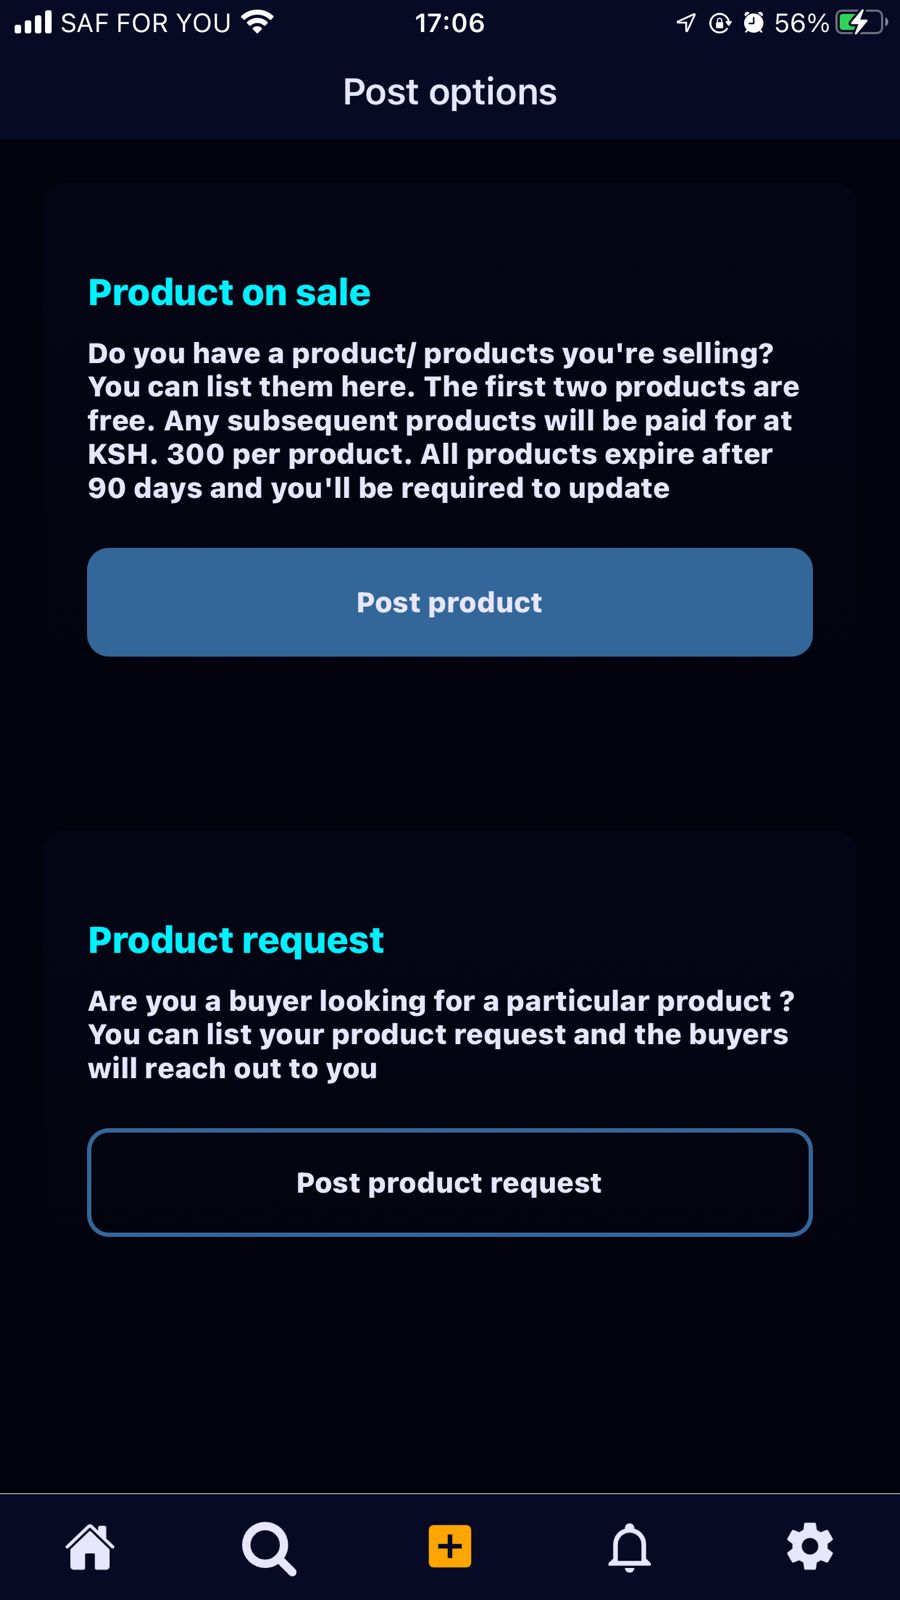 SAF FOR YOU 17:06 56%
Post options
Product on sale
Do you have a product/ products you're selling?
You can list them here. The first two products are
free. Any subsequent products will be paid for at
KSH. 300 per product. All products expire after
90 days and you'll be required to update
Post product
Product request
Are you a buyer looking for a particular product ?
You can list your product request and the buyers
will reach out to you
Post product request